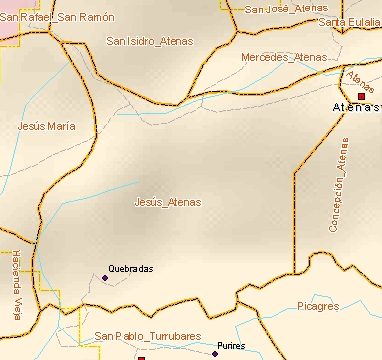 San Rafael_San Ramón
San José_Atenas
Santa Eulalia
San Isidro_Atenas
Mercedes_Atenas
Atenas
Atenas
Jesús María
Concepción_Atenas
Jesús_Atenas
Hacienda Vieja
Quebradas
Picagres
San Pablo_Turrubares
Purires